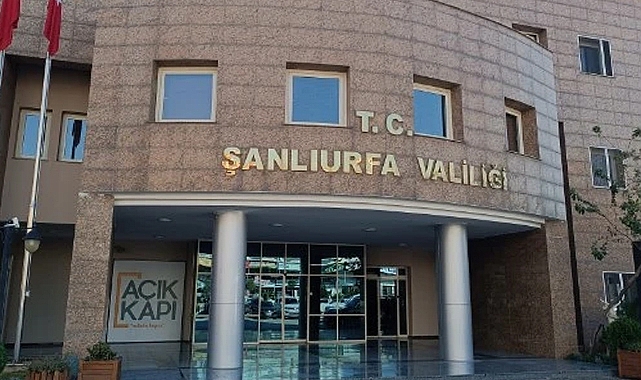 T.C.
ŞANLIURFA VALİLİĞİ
AÇIK
KAPI